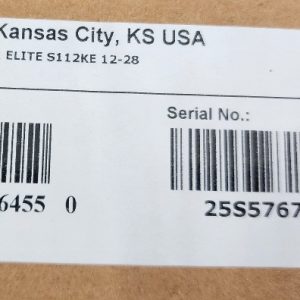 Kansas City, KS USA
ELITE S112KE 12-28
Serial No.:
6455 0
25S5767